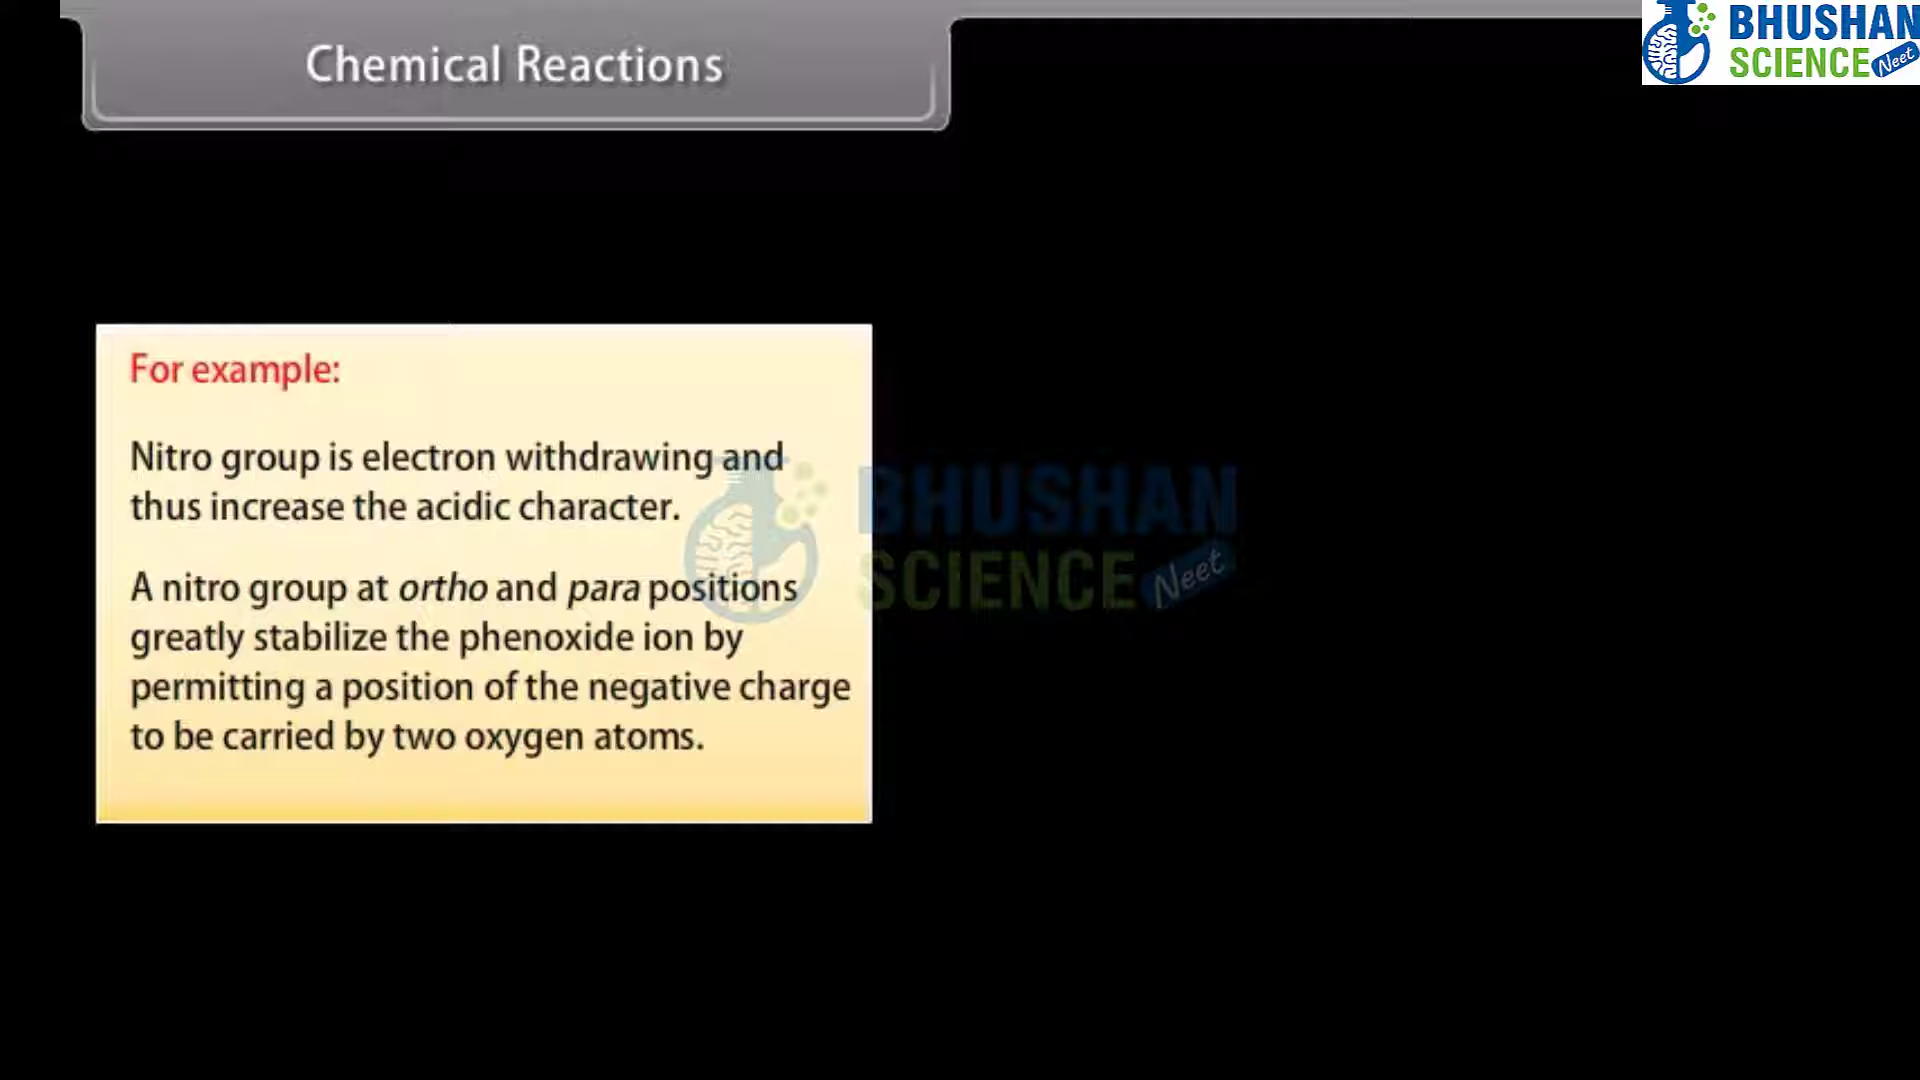 Chemical Reactions
BHUSHAN
SCIENCE Neet
For example:
Nitro group is electron withdrawing and
thus increase the acidic character.
A nitro group at ortho and para positions
greatly stabilize the phenoxide ion by
permitting a position of the negative charge
to be carried by two oxygen atoms.
BHUSHAN
SCIENCE Neet